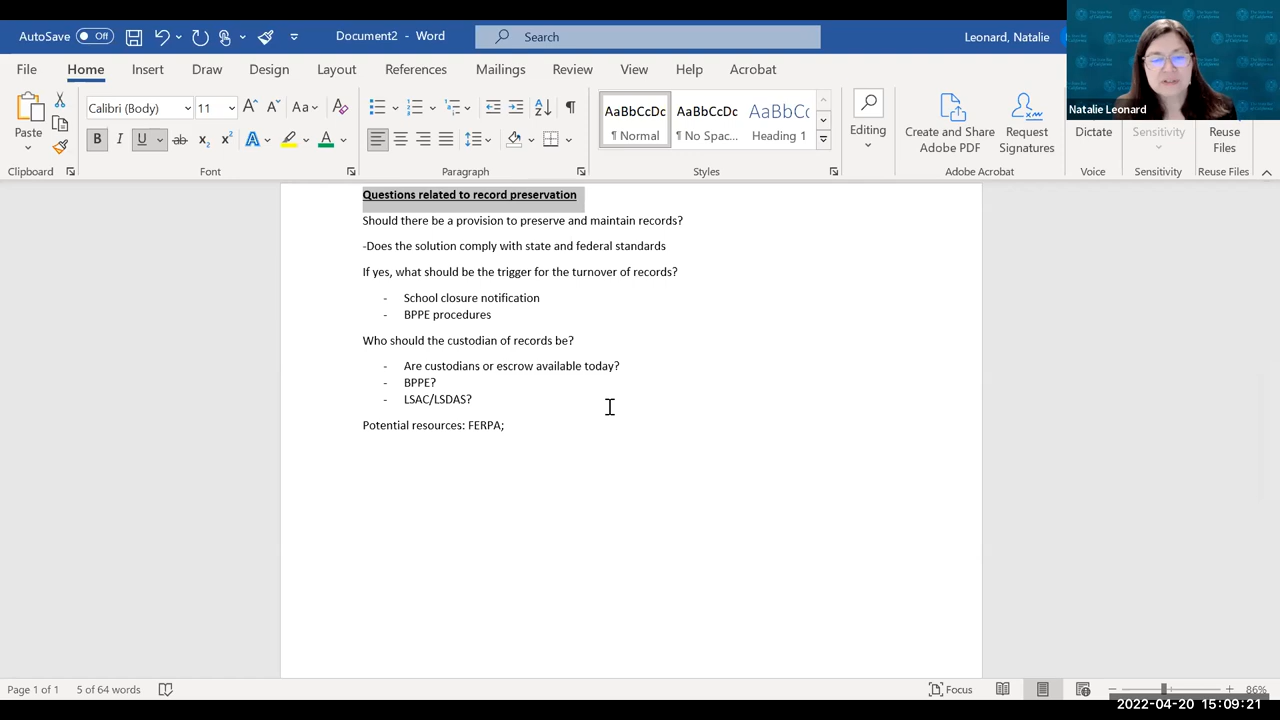 AutoSave Off Document2 - Word Search Leonard, Natalie
File Home Insert Draw Design Layout References Mailings Review View Help Acrobat
Natalie Leonard
Paste
Clipboard
Calibri (Body) 11
Font
Paragraph
AaBbCcDc AaBbCcDc AaBbCc
¶ Normal ¶ No Spac... Heading 1
Styles
Editing
Create and Share Adobe PDF
Request Signatures
Adobe Acrobat
Dictate
Voice
Sensitivity
Sensitivity
Reuse Files
Reuse Files
Questions related to record preservation
Should there be a provision to preserve and maintain records?
-Does the solution comply with state and federal standards
If yes, what should be the trigger for the turnover of records?
- School closure notification
- BPPE procedures
Who should the custodian of records be?
- Are custodians or escrow available today?
- BPPE?
- LSAC/LSDAS?
Potential resources: FERPA;
Page 1 of 1 5 of 64 words Focus 86%
2022-04-20 15:09:21